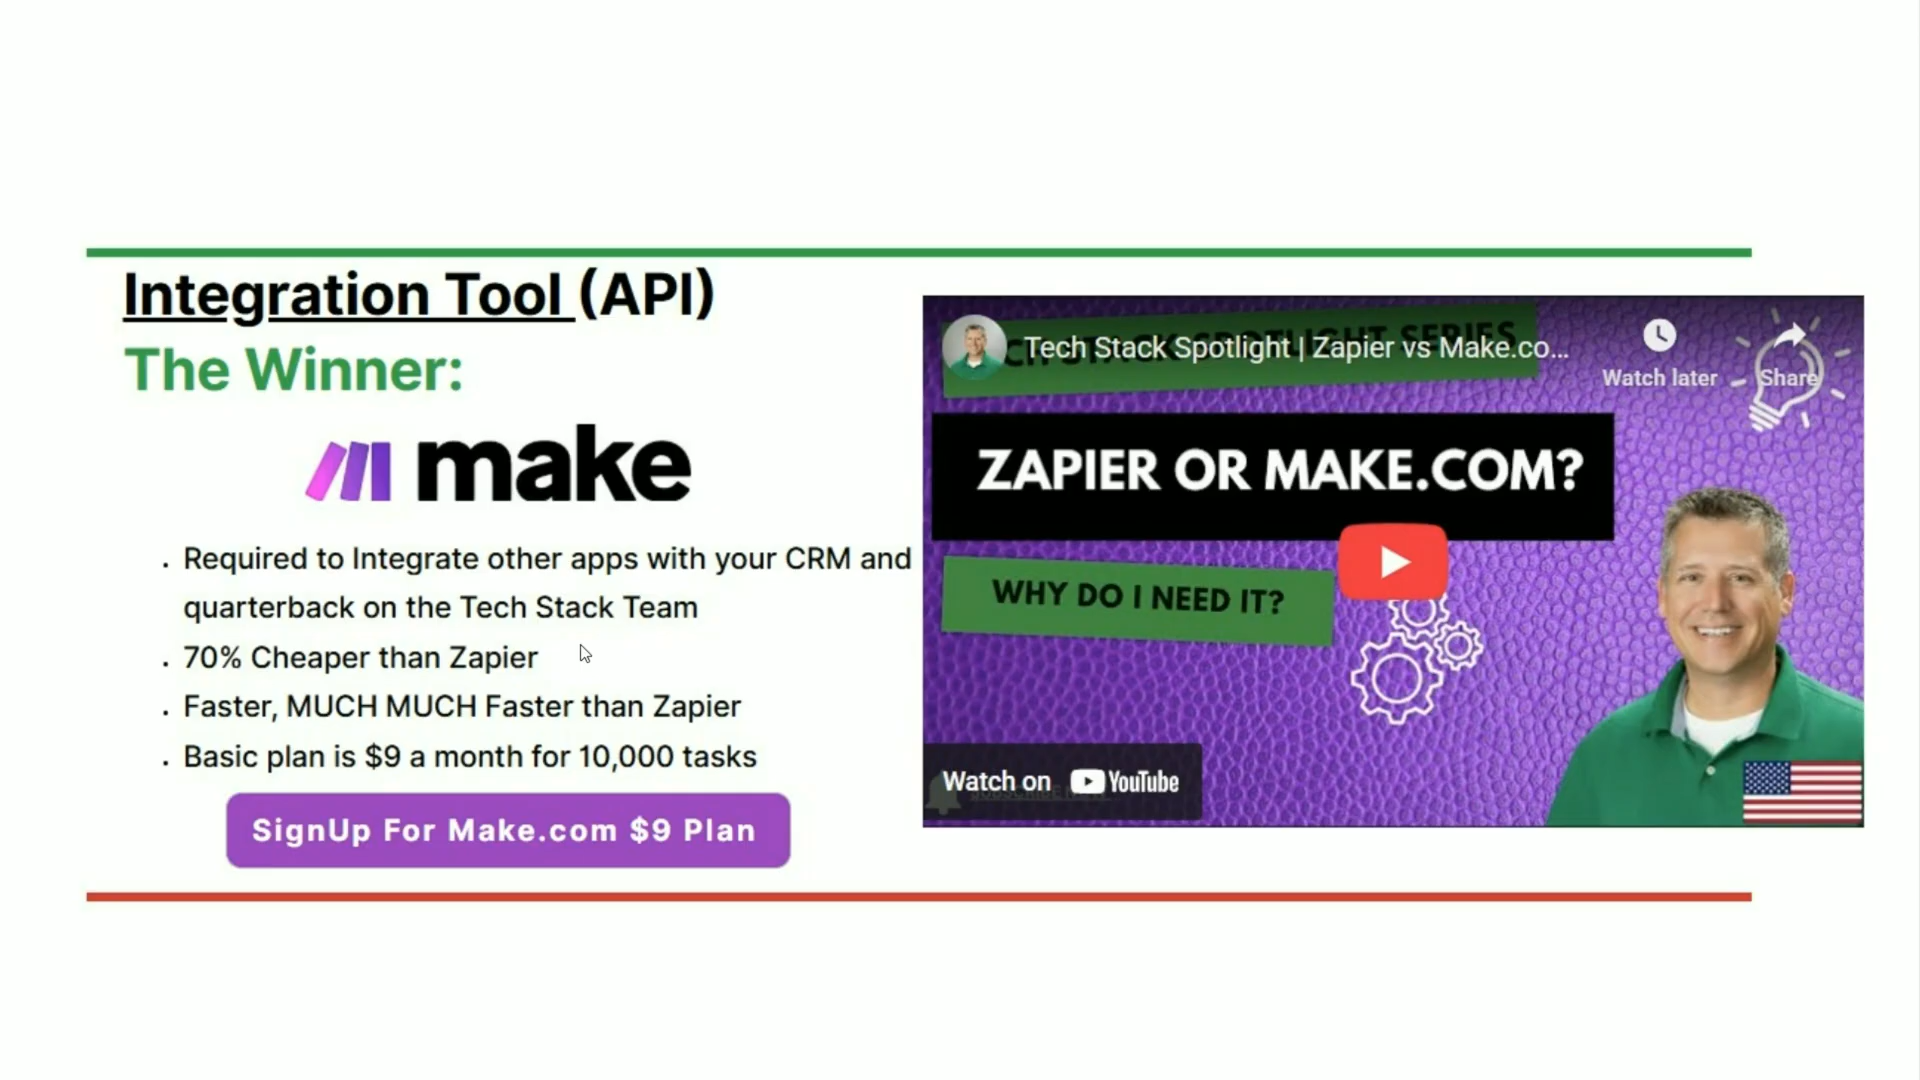 Integration Tool (API)
The Winner:
make
. Required to Integrate other apps with your CRM and
quarterback on the Tech Stack Team
. 70% Cheaper than Zapier
. Faster, MUCH MUCH Faster than Zapier
. Basic plan is $9 a month for 10,000 tasks
SignUp For Make.com $9 Plan
STACK SPOTLIGHT SERIES
Tech Stack Spotlight | Zapier vs Make.co...
Watch later
Share
ZAPIER OR MAKE.COM?
WHY DO I NEED IT?
Watch on YouTube